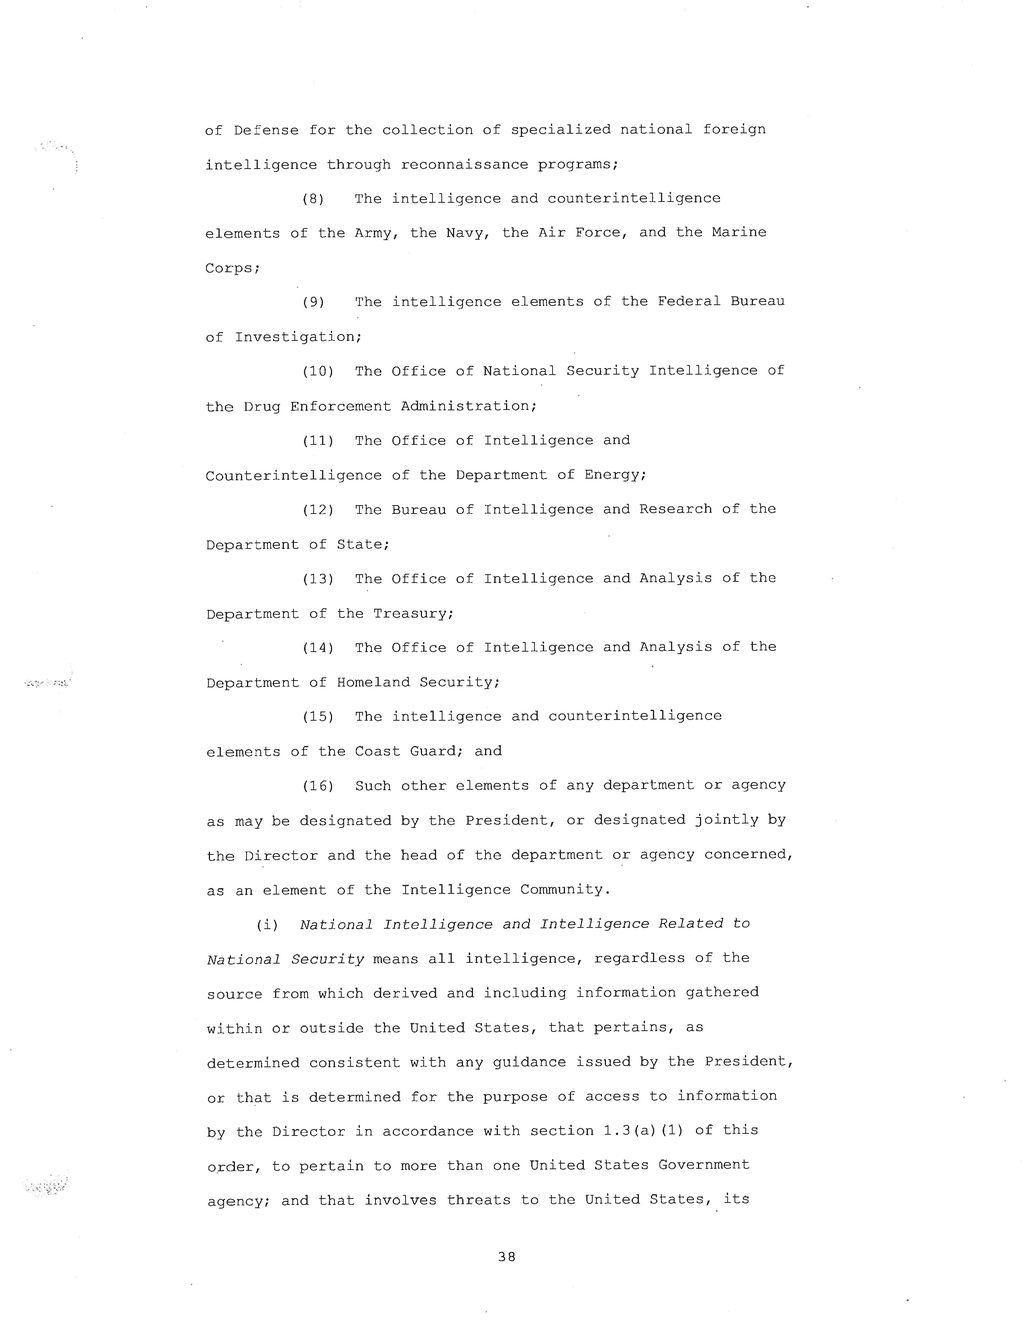 of Defense for the collection of specialized national foreign
intelligence through reconnaissance programs;
(8) The intelligence and counterintelligence
elements of the Army, the Navy, the Air Force, and the Marine
Corps;
(9) The intelligence elements of the Federal Bureau
of Investigation;
(10) The Office of National Security Intelligence of
the Drug Enforcement Administration;
(11) The Office of Intelligence and
Counterintelligence of the Department of Energy;
(12) The Bureau of Intelligence and Research of the
Department of State;
(13) The Office of Intelligence and Analysis of the
Department of the Treasury;
(14) The Office of Intelligence and Analysis of the
Department of Homeland Security;
(15) The intelligence and counterintelligence
elements of the Coast Guard; and
(16) Such other elements of any department or agency
as may be designated by the President, or designated jointly by
the Director and the head of the department or agency concerned,
as an element of the Intelligence Community.
(i) National Intelligence and Intelligence Related to
National Security means all intelligence, regardless of the
source from which derived and including information gathered
within or outside the United States, that pertains, as
determined consistent with any guidance issued by the President,
or that is determined for the purpose of access to information
by the Director in accordance with section 1.3(a)(1) of this
order, to pertain to more than one United States Government
agency; and that involves threats to the United States, its
38